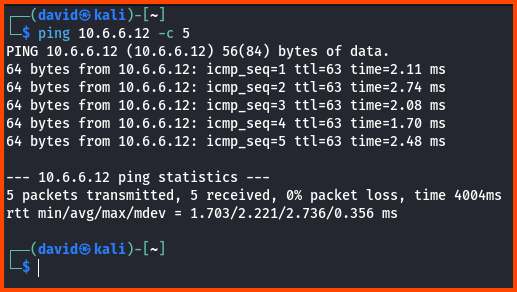 ┌──(david㉿kali)-[~]
└─$ ping 10.6.6.12 -c 5
PING 10.6.6.12 (10.6.6.12) 56(84) bytes of data.
64 bytes from 10.6.6.12: icmp_seq=1 ttl=63 time=2.11 ms
64 bytes from 10.6.6.12: icmp_seq=2 ttl=63 time=2.74 ms
64 bytes from 10.6.6.12: icmp_seq=3 ttl=63 time=2.08 ms
64 bytes from 10.6.6.12: icmp_seq=4 ttl=63 time=1.70 ms
64 bytes from 10.6.6.12: icmp_seq=5 ttl=63 time=2.48 ms
--- 10.6.6.12 ping statistics ---
5 packets transmitted, 5 received, 0% packet loss, time 4004ms
rtt min/avg/max/mdev = 1.703/2.221/2.736/0.356 ms
┌──(david㉿kali)-[~]
└─$